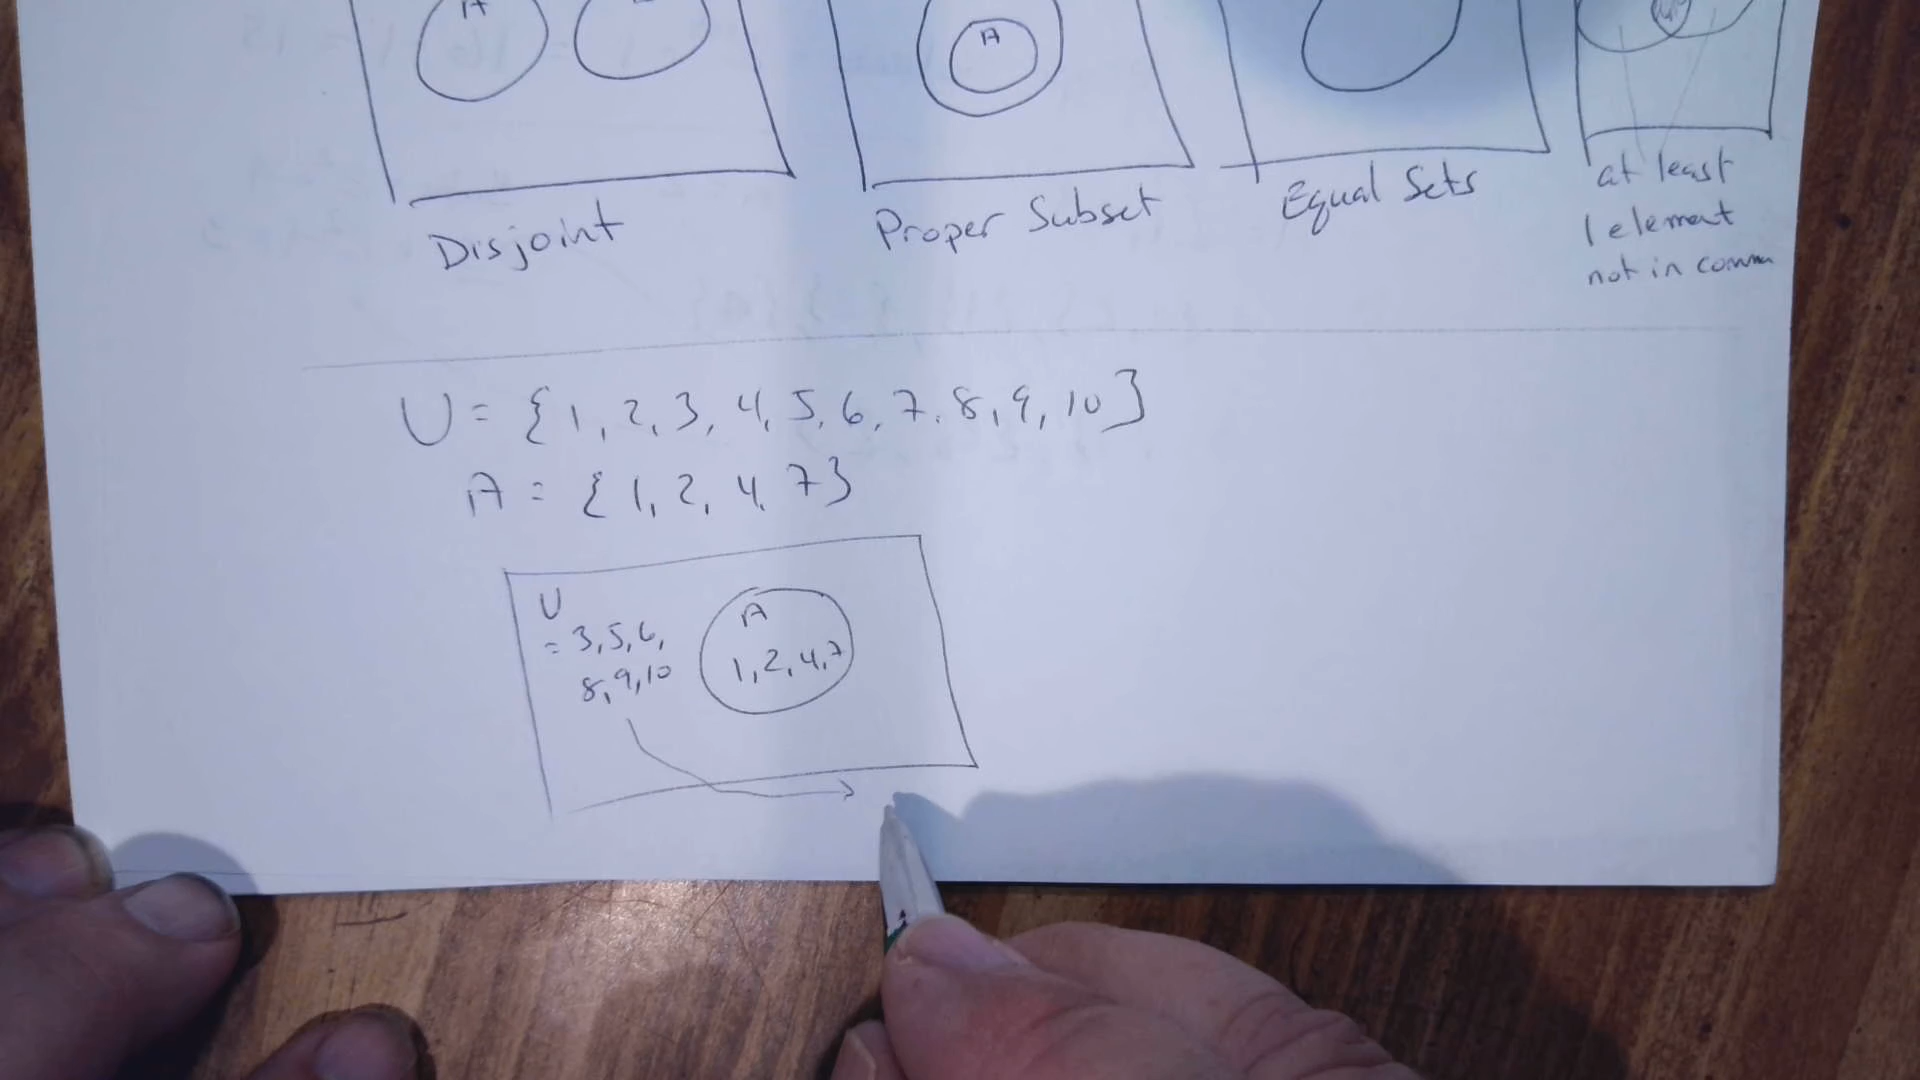 A
A
Disjoint
Proper Subset
Equal Sets
at least
1 element
not in comm
U = {1, 2, 3, 4, 5, 6, 7, 8, 9, 10}
A = {1, 2, 4, 7}
U
= 3, 5, 6,
8, 9, 10
A
1, 2, 4, 7